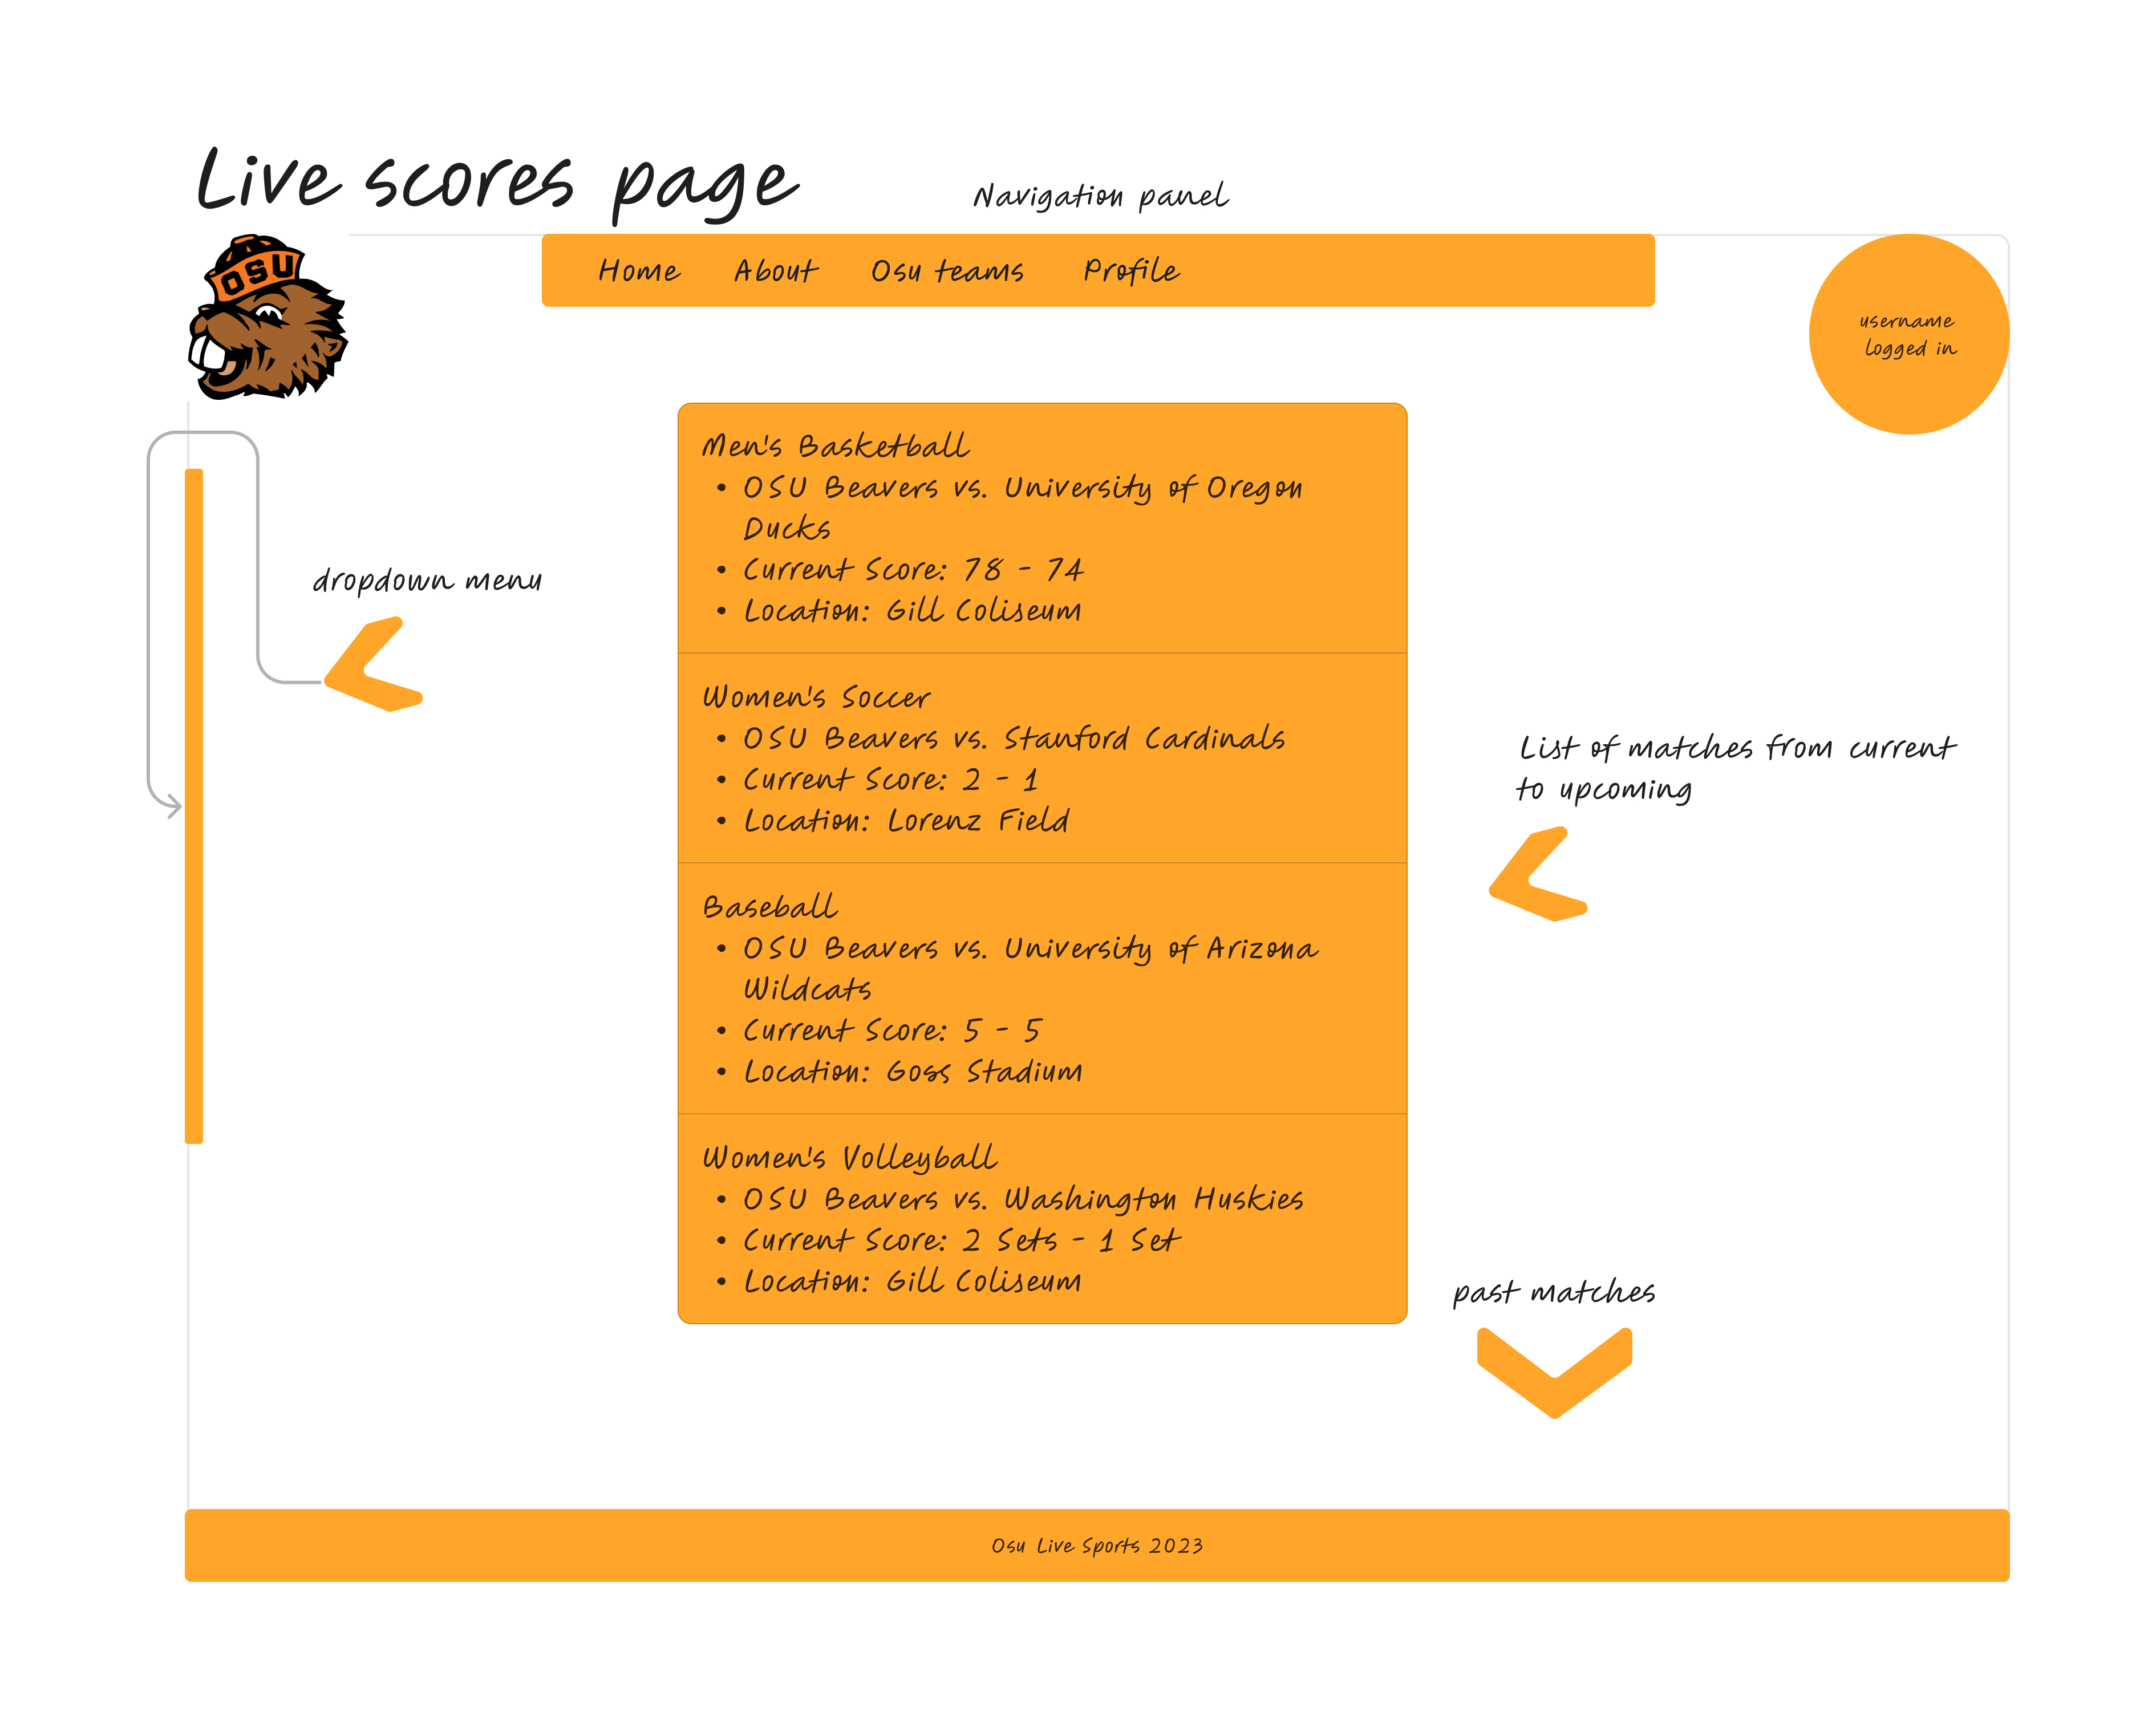 Live scores page
Navigation panel
OSU
Home About Osu teams Profile
username
logged in
Men's Basketball
• OSU Beavers vs. University of Oregon
Ducks
• Current Score: 78 - 74
• Location: Gill Coliseum
dropdown menu
Women's Soccer
• OSU Beavers vs. Stanford Cardinals
• Current Score: 2 - 1
• Location: Lorenz Field
List of matches from current
to upcoming
Baseball
• OSU Beavers vs. University of Arizona
Wildcats
• Current Score: 5 - 5
• Location: Goss Stadium
Women's Volleyball
• OSU Beavers vs. Washington Huskies
• Current Score: 2 Sets - 1 Set
• Location: Gill Coliseum
past matches
Osu Live Sports 2023